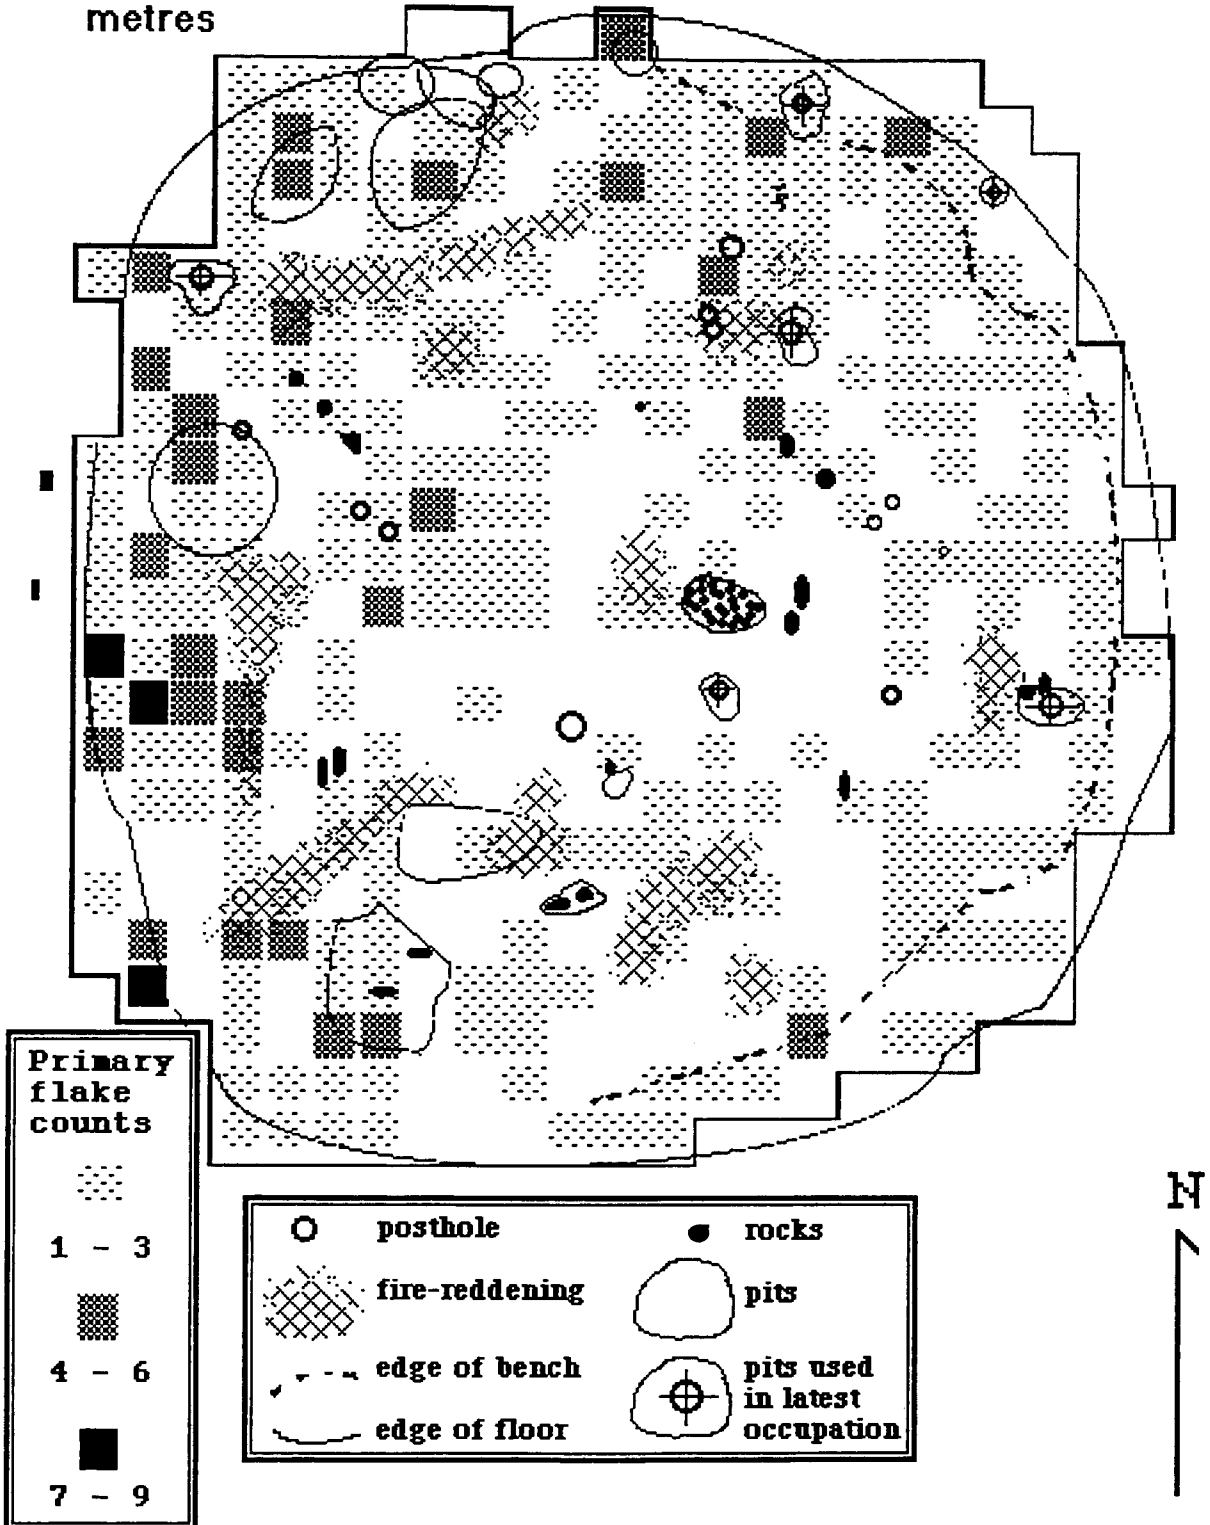 metres
Primary
flake
counts
1 - 3
4 - 6
7 - 9
posthole
rocks
fire-reddening
pits
edge of bench
pits used
in latest
occupation
edge of floor
N